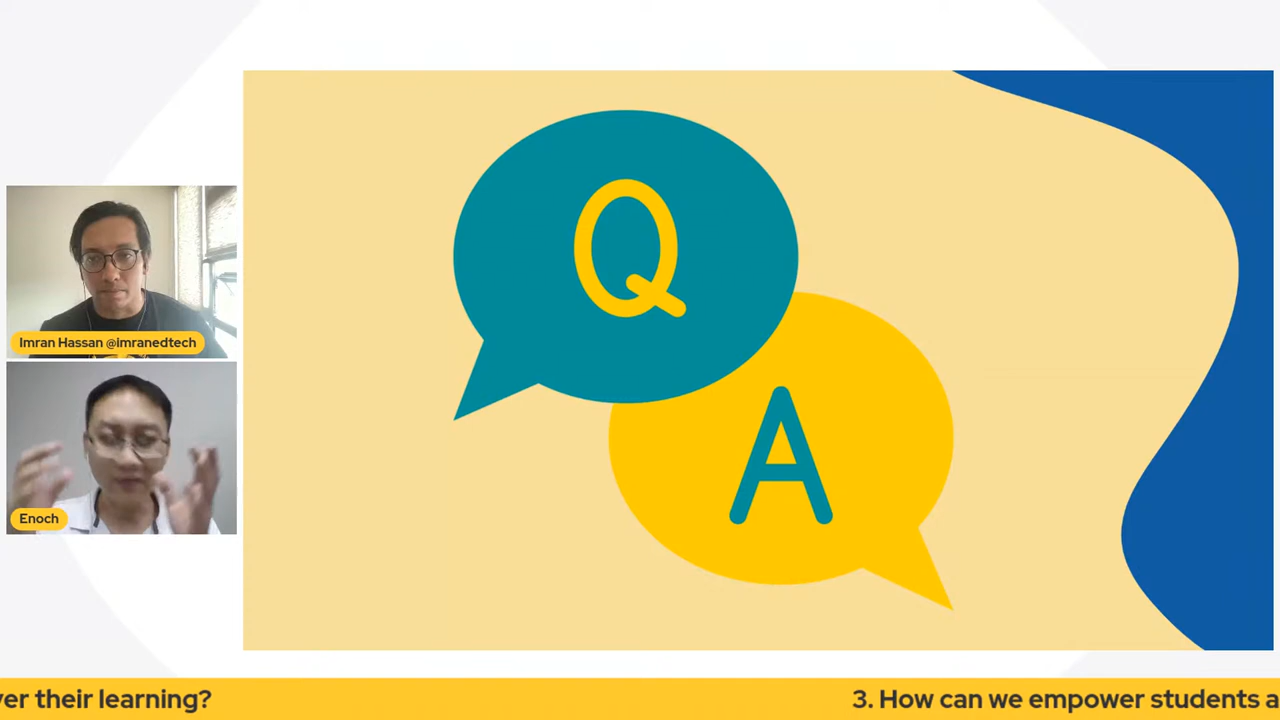 Q
A
Imran Hassan @Imranedtech
Enoch
ver their learning?
3. How can we empower students a